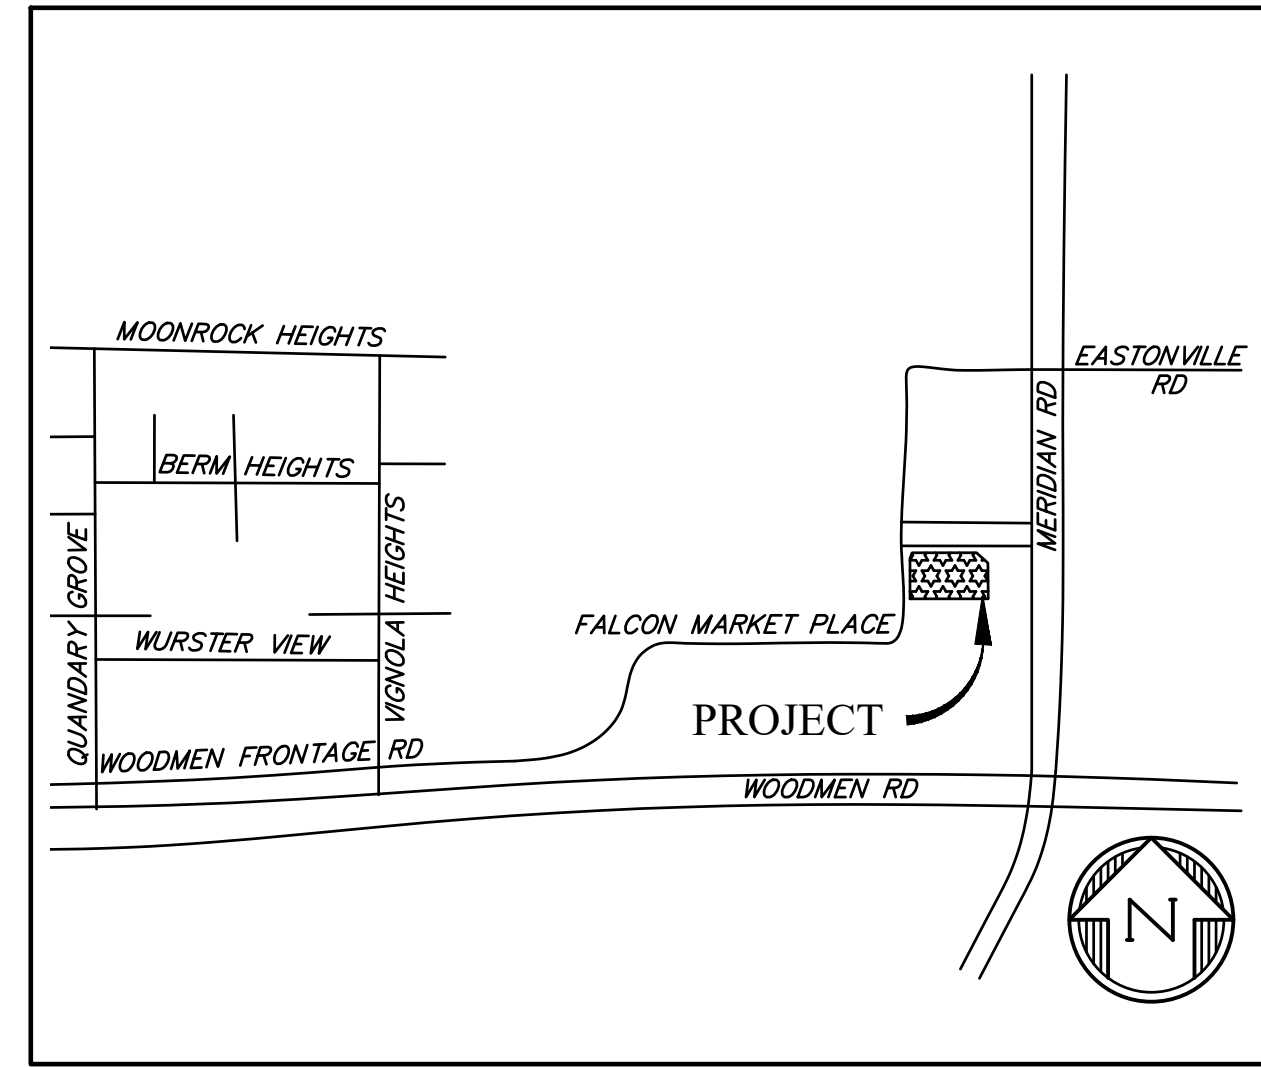 MOONROCK HEIGHTS
EASTONVILLE
RD
MERIDIAN RD
BERM HEIGHTS
QUANDARY GROVE
VIGNOLA HEIGHTS
FALCON MARKET PLACE
WURSTER VIEW
PROJECT
WOODMEN FRONTAGE RD
WOODMEN RD
N